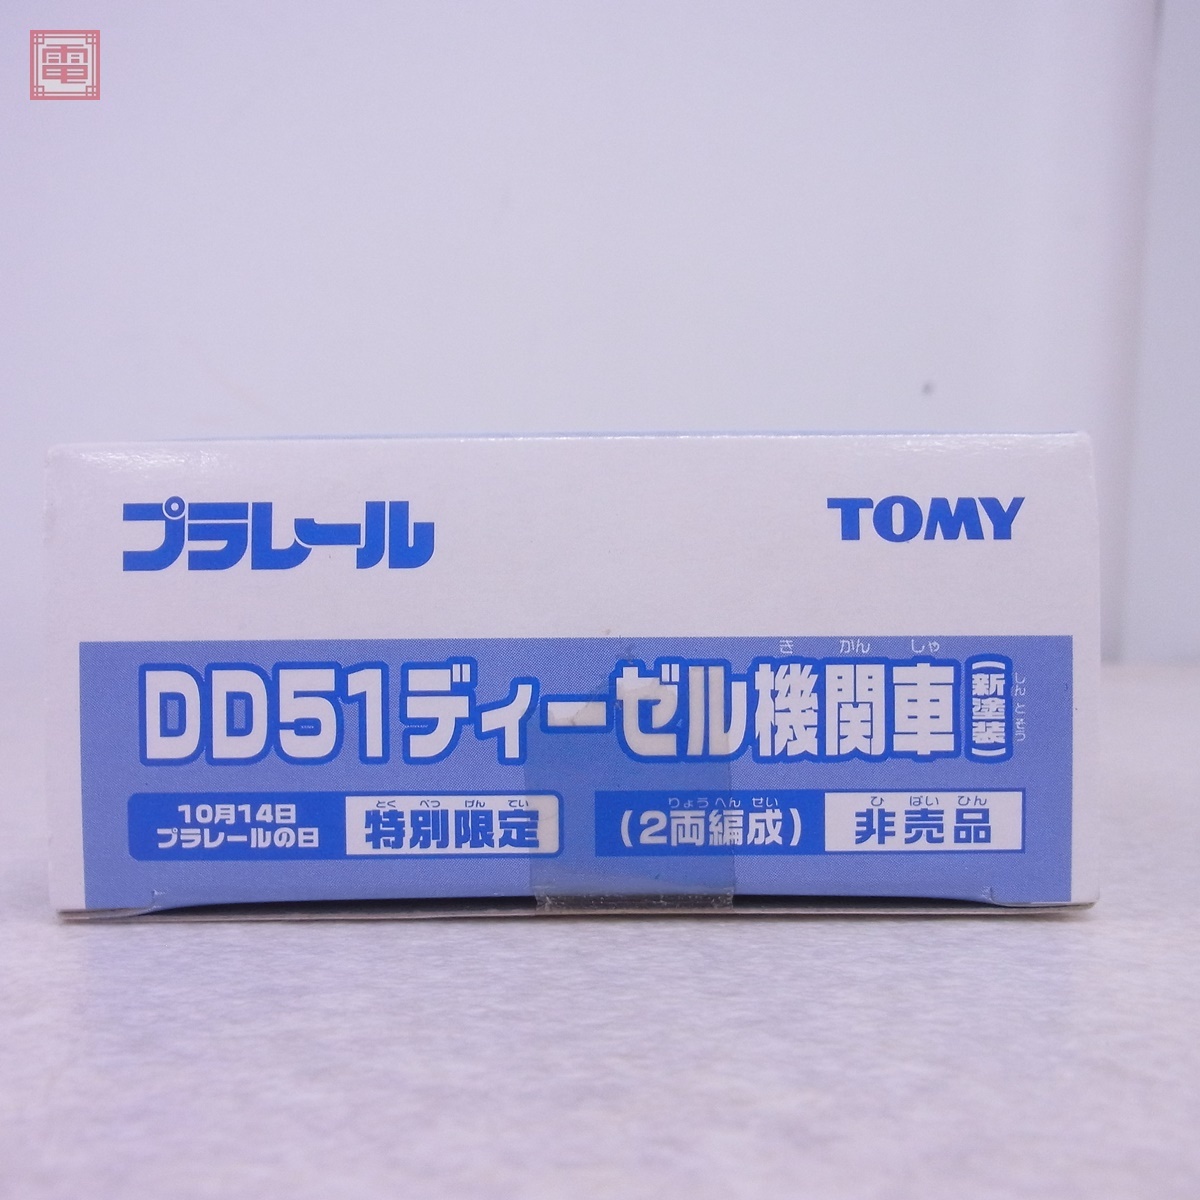 電
プラレール
TOMY
きかんしゃ
DD51ディーゼル機関車
(新塗装)
しんとそう
10月14日
プラレールの日
とくべつげんてい
特別限定
りょうへんせい
(2両編成)
ひばいひん
非売品